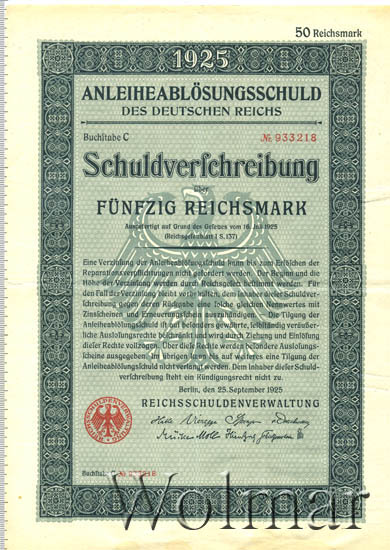 50 Reichsmark
1925
ANLEIHEABLÖSUNGSSCHULD
DES DEUTSCHEN REICHS
Buchſtabe C № 933218
Schuldverſchreibung
über
FÜNFZIG REICHSMARK
Ausgefertigt auf Grund des Geſetzes vom 16. Juli 1925
(Reichsgeſetzblatt I S. 137)
Eine Verzinſung der Anleiheablöſungsſchuld kann bis zum Erlöſchen der
Reparationsverpflichtungen nicht gefordert werden. Der Beginn und die
Höhe der Verzinſung werden durch Reichsgeſetz beſtimmt werden. Für
den Fall der Verzinſung bleibt vorbehalten, dem Inhaber dieſer Schuldver-
ſchreibung gegen deren Rückgabe eine ſolche gleichen Nennwertes mit
Zinsſcheinen und Erneuerungsſchein auszuhändigen. Die Tilgung der
Anleiheablöſungsſchuld iſt an beſonders gewährte, ſelbſtändig veräußer-
liche Ausloſungsrechte geknüpft und wird durch Ziehung und Einlöſung
dieſer Rechte vollzogen. Über dieſe Rechte werden beſondere Ausloſungs-
ſcheine ausgegeben. Im übrigen kann auf weiteres eine Tilgung der
Anleiheablöſungsſchuld nicht verlangt werden. Dem Inhaber dieſer Schuld-
verſchreibung ſteht ein Kündigungsrecht nicht zu.
Berlin, den 25. September 1925
REICHSSCHULDENVERWALTUNG
REICHSSCHULDENVERWALTUNG
Buchſtabe C № 933218
Wolmar